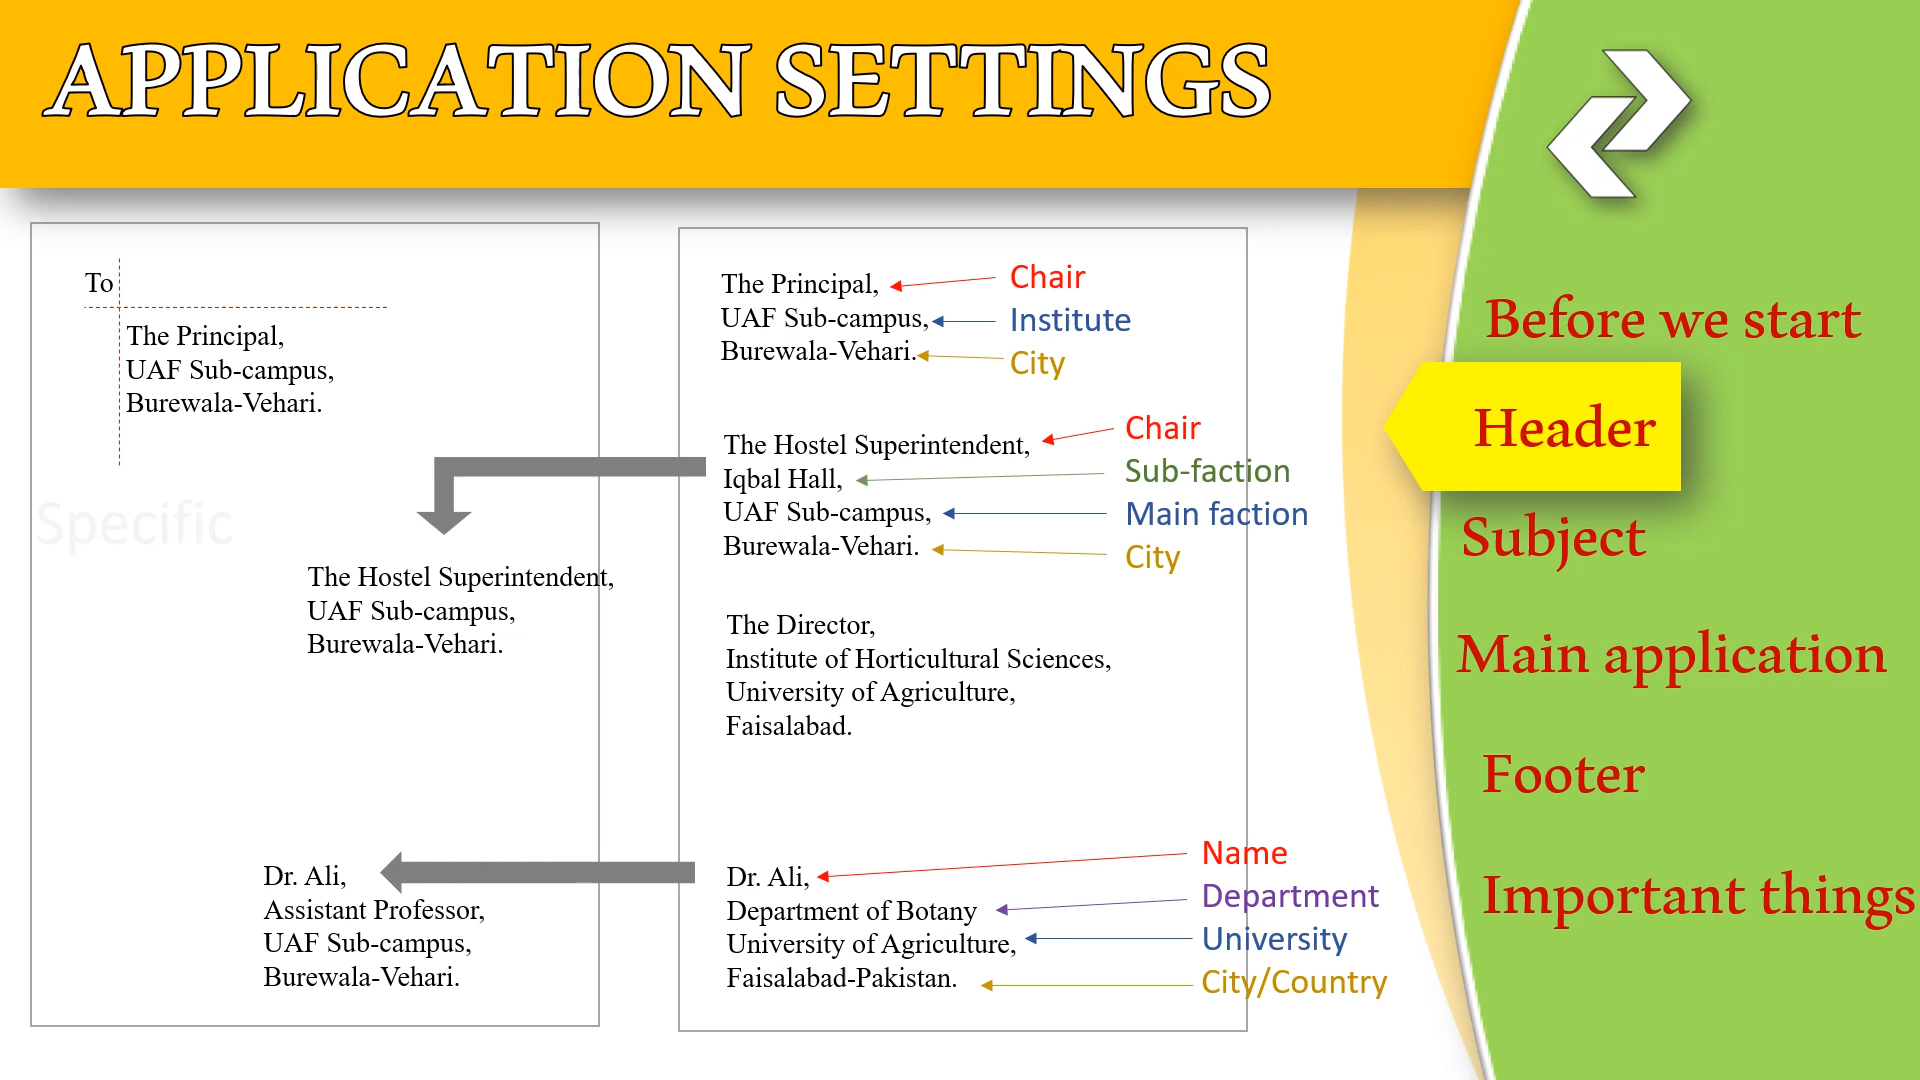 APPLICATION SETTINGS
To
The Principal,
UAF Sub-campus,
Burewala-Vehari.
Specific
The Hostel Superintendent,
UAF Sub-campus,
Burewala-Vehari.
Dr. Ali,
Assistant Professor,
UAF Sub-campus,
Burewala-Vehari.
The Principal,
UAF Sub-campus,
Burewala-Vehari.
Chair
Institute
City
The Hostel Superintendent,
Iqbal Hall,
UAF Sub-campus,
Burewala-Vehari.
Chair
Sub-faction
Main faction
City
The Director,
Institute of Horticultural Sciences,
University of Agriculture,
Faisalabad.
Dr. Ali,
Department of Botany
University of Agriculture,
Faisalabad-Pakistan.
Name
Department
University
City/Country
Before we start
Header
Subject
Main application
Footer
Important things